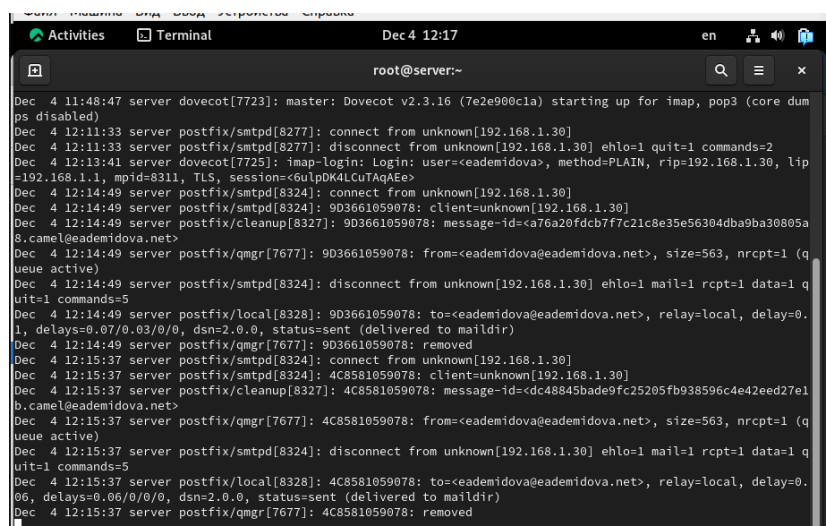 Файл Машина Вид Ввод Устройства Справка
Activities Terminal Dec 4 12:17 en
root@server:~
Dec  4 11:48:47 server dovecot[7723]: master: Dovecot v2.3.16 (7e2e900c1a) starting up for imap, pop3 (core dum
ps disabled)
Dec  4 12:11:33 server postfix/smtpd[8277]: connect from unknown[192.168.1.30]
Dec  4 12:11:33 server postfix/smtpd[8277]: disconnect from unknown[192.168.1.30] ehlo=1 quit=1 commands=2
Dec  4 12:13:41 server dovecot[7725]: imap-login: Login: user=<eademidova>, method=PLAIN, rip=192.168.1.30, lip
=192.168.1.1, mpid=8311, TLS, session=<6ulpDK4LCuTAqAEe>
Dec  4 12:14:49 server postfix/smtpd[8324]: connect from unknown[192.168.1.30]
Dec  4 12:14:49 server postfix/smtpd[8324]: 9D3661059078: client=unknown[192.168.1.30]
Dec  4 12:14:49 server postfix/cleanup[8327]: 9D3661059078: message-id=<a76a20fdcb7f7c21c8e35e56304dba9ba30805a
8.camel@eademidova.net>
Dec  4 12:14:49 server postfix/qmgr[7677]: 9D3661059078: from=<eademidova@eademidova.net>, size=563, nrcpt=1 (q
ueue active)
Dec  4 12:14:49 server postfix/smtpd[8324]: disconnect from unknown[192.168.1.30] ehlo=1 mail=1 rcpt=1 data=1 q
uit=1 commands=5
Dec  4 12:14:49 server postfix/local[8328]: 9D3661059078: to=<eademidova@eademidova.net>, relay=local, delay=0.
1, delays=0.07/0.03/0/0, dsn=2.0.0, status=sent (delivered to maildir)
Dec  4 12:14:49 server postfix/qmgr[7677]: 9D3661059078: removed
Dec  4 12:15:37 server postfix/smtpd[8324]: connect from unknown[192.168.1.30]
Dec  4 12:15:37 server postfix/smtpd[8324]: 4C8581059078: client=unknown[192.168.1.30]
Dec  4 12:15:37 server postfix/cleanup[8327]: 4C8581059078: message-id=<dc48845bade9fc25205fb938596c4e42eed27e1
b.camel@eademidova.net>
Dec  4 12:15:37 server postfix/qmgr[7677]: 4C8581059078: from=<eademidova@eademidova.net>, size=563, nrcpt=1 (q
ueue active)
Dec  4 12:15:37 server postfix/smtpd[8324]: disconnect from unknown[192.168.1.30] ehlo=1 mail=1 rcpt=1 data=1 q
uit=1 commands=5
Dec  4 12:15:37 server postfix/local[8328]: 4C8581059078: to=<eademidova@eademidova.net>, relay=local, delay=0.
06, delays=0.06/0/0/0, dsn=2.0.0, status=sent (delivered to maildir)
Dec  4 12:15:37 server postfix/qmgr[7677]: 4C8581059078: removed